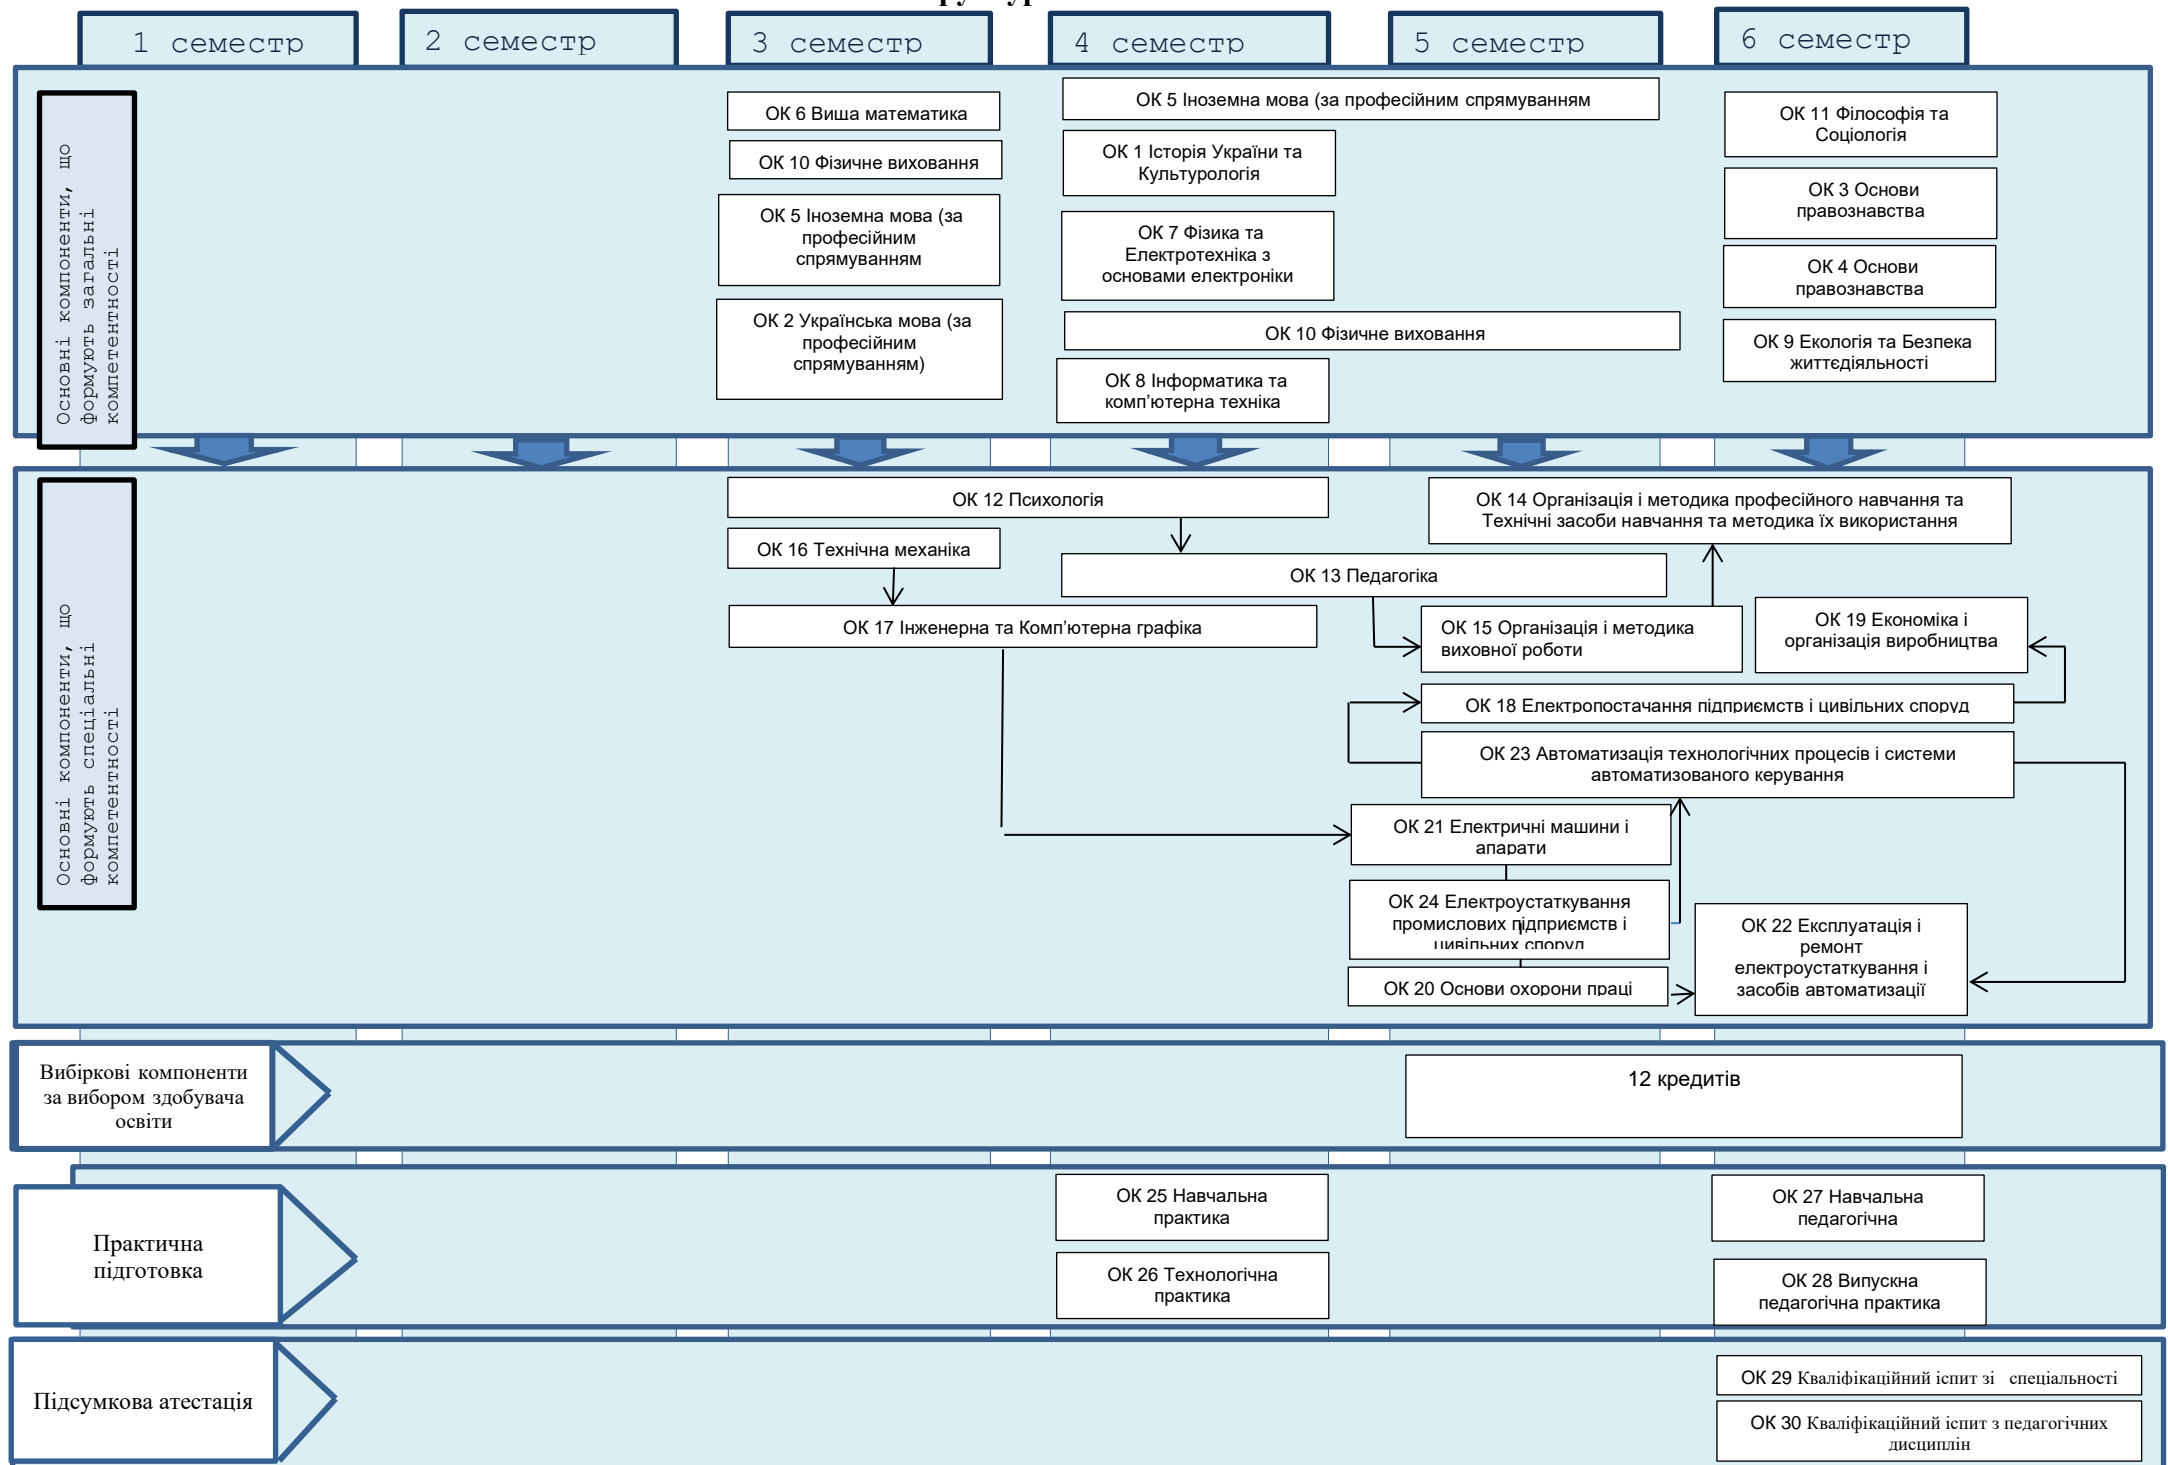 1 семестр
2 семестр
3 семестр
4 семестр
5 семестр
6 семестр
Основні компоненти, що
формують загальні
компетентності
ОК 6 Вища математика
ОК 10 Фізичне виховання
ОК 5 Іноземна мова (за
професійним
спрямуванням
ОК 2 Українська мова (за
професійним
спрямуванням)
ОК 5 Іноземна мова (за професійним спрямуванням
ОК 1 Історія України та
Культурологія
ОК 7 Фізика та
Електротехніка з
основами електроніки
ОК 10 Фізичне виховання
ОК 8 Інформатика та
комп’ютерна техніка
ОК 11 Філософія та
Соціологія
ОК 3 Основи
правознавства
ОК 4 Основи
правознавства
ОК 9 Екологія та Безпека
життєдіяльності
Основні компоненти, що
формують спеціальні
компетентності
ОК 12 Психологія
ОК 16 Технічна механіка
ОК 13 Педагогіка
ОК 17 Інженерна та Комп’ютерна графіка
ОК 14 Організація і методика професійного навчання та
Технічні засоби навчання та методика їх використання
ОК 15 Організація і методика
виховної роботи
ОК 19 Економіка і
організація виробництва
ОК 18 Електропостачання підприємств і цивільних споруд
ОК 23 Автоматизація технологічних процесів і системи
автоматизованого керування
ОК 21 Електричні машини і
апарати
ОК 24 Електроустаткування
промислових підприємств і
цивільних споруд
ОК 20 Основи охорони праці
ОК 22 Експлуатація і
ремонт
електроустаткування і
засобів автоматизації
Вибіркові компоненти
за вибором здобувача
освіти
12 кредитів
Практична
підготовка
ОК 25 Навчальна
практика
ОК 26 Технологічна
практика
ОК 27 Навчальна
педагогічна
ОК 28 Випускна
педагогічна практика
Підсумкова атестація
ОК 29 Кваліфікаційний іспит зі спеціальності
ОК 30 Кваліфікаційний іспит з педагогічних
дисциплін